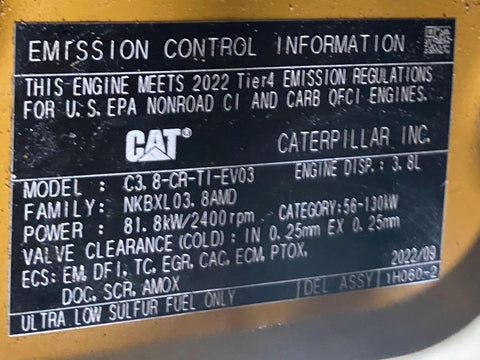 EMISSION CONTROL INFORMATION
THIS ENGINE MEETS 2022 Tier4 EMISSION REGULATIONS
FOR U.S. EPA NONROAD CI AND CARB OFCI ENGINES.
CAT CATERPILLAR INC.
MODEL : C3.8-CR-TI-EV03 ENGINE DISP.: 3.8L
FAMILY: NKBXL03.8AMD
POWER : 81.8kW/2400rpm CATEGORY:56-130kW
VALVE CLEARANCE(COLD): IN 0.25mm EX 0.25mm
ECS: EM, DFI, TC, EGR, CAC, ECM, PTOX, 2022/09
DOC, SCR, AMOX
ULTRA LOW SULFUR FUEL ONLY DEL ASSY 1H060-2